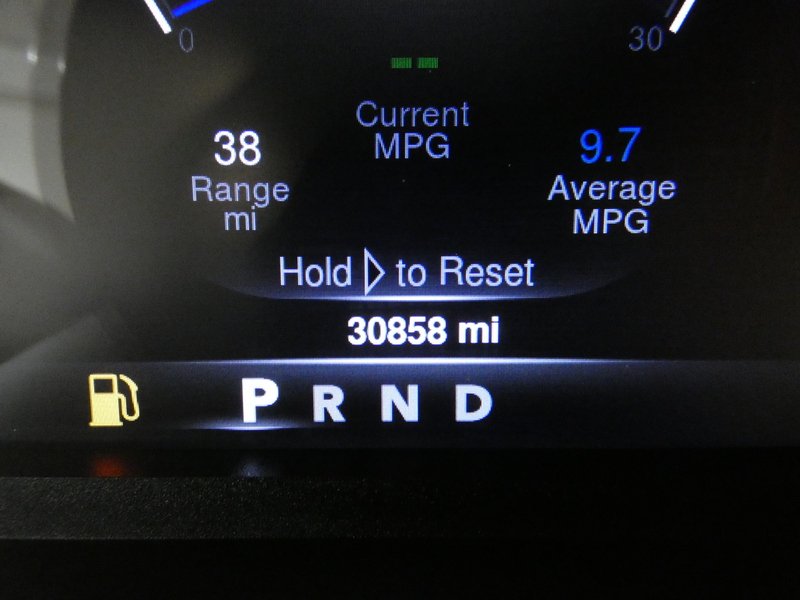 0 30
-- --
Current
MPG
38
Range
mi
9.7
Average
MPG
Hold ▷ to Reset
30858 mi
P R N D